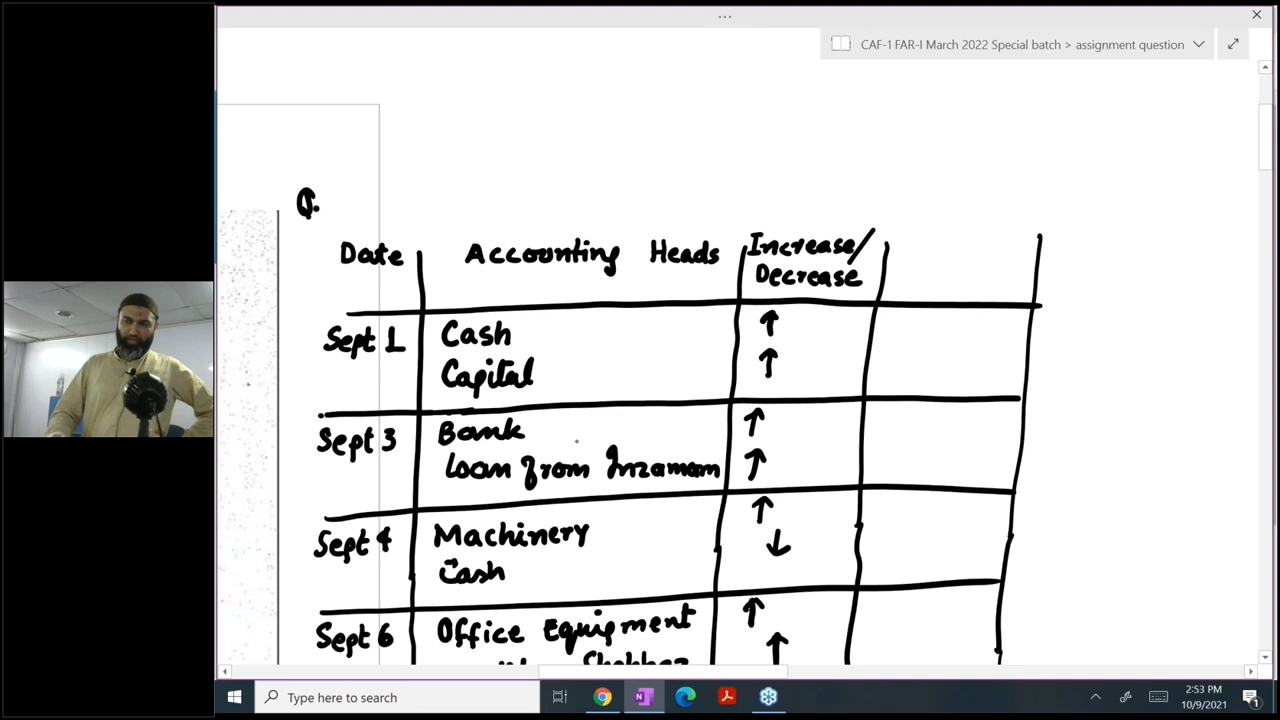 CAF-1 FAR-I March 2022 Special batch > assignment question
Q.
Date Accounting Heads Increase/
Decrease
Sept 1 Cash ↑
Capital ↑
Sept 3 Bank ↑
Loan from Inzamam ↑
Sept 4 Machinery ↑
Cash ↓
Sept 6 Office Equipment ↑
Shahbaz ↑
Type here to search
2:53 PM
10/9/2021
1